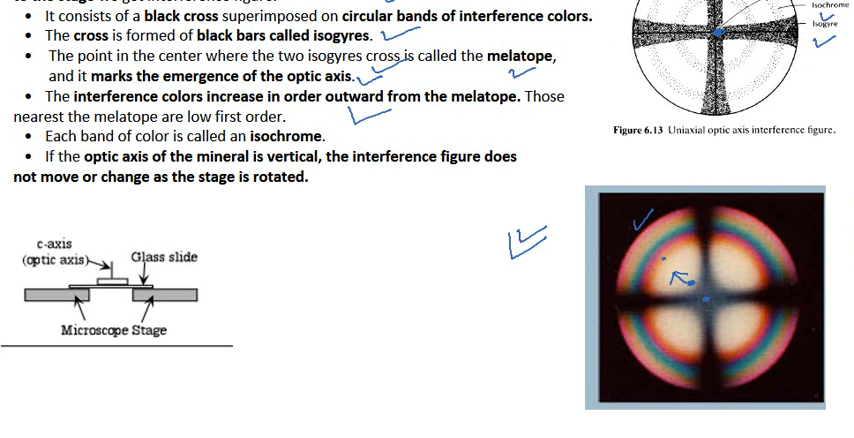 • It consists of a black cross superimposed on circular bands of interference colors.
• The cross is formed of black bars called isogyres.
• The point in the center where the two isogyres cross is called the melatope,
and it marks the emergence of the optic axis.
• The interference colors increase in order outward from the melatope. Those
nearest the melatope are low first order.
• Each band of color is called an isochrome.
• If the optic axis of the mineral is vertical, the interference figure does
not move or change as the stage is rotated.
Isochrome
Isogyre
Figure 6.13 Uniaxial optic axis interference figure.
c-axis
(optic axis)
Glass slide
Microscope Stage